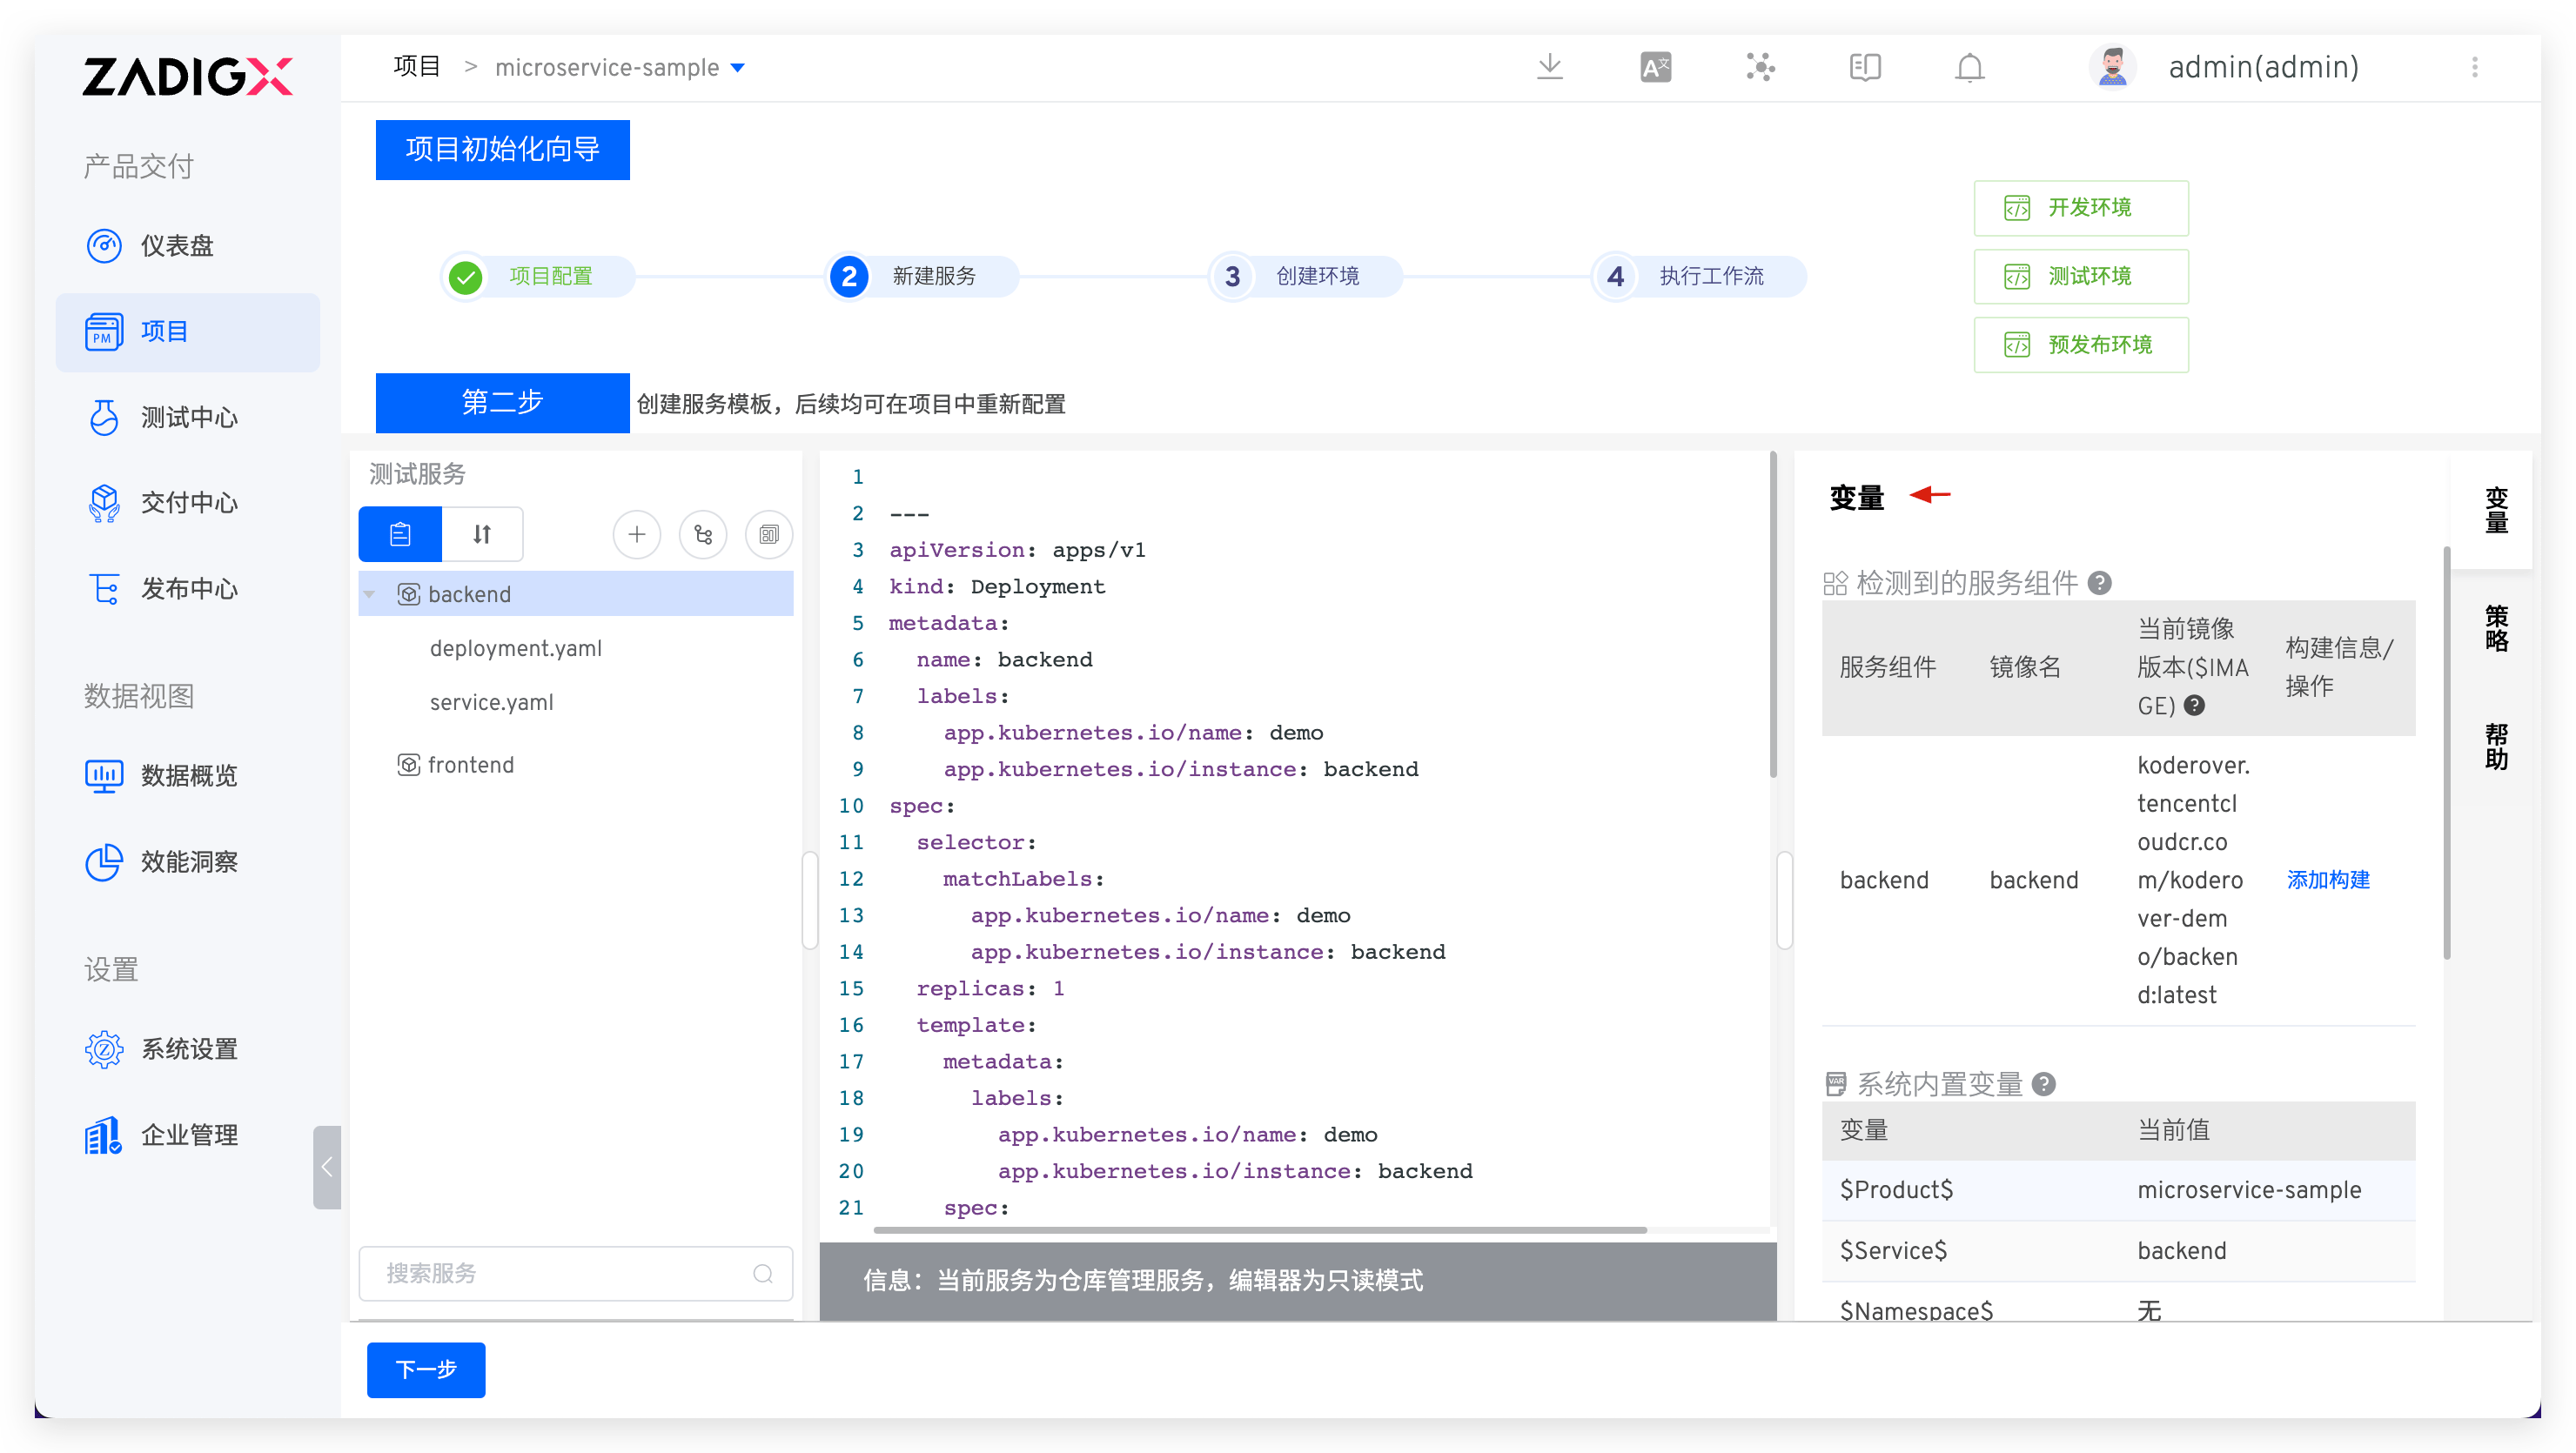 ZADIGX
产品交付
仪表盘
PM
项目
测试中心
交付中心
发布中心
数据视图
数据概览
效能洞察
设置
Z
系统设置
企业管理
项目 > microservice-sample
A文
admin(admin)
项目初始化向导
项目配置
2 新建服务
3 创建环境
4 执行工作流
开发环境
测试环境
预发布环境
第二步 创建服务模板，后续均可在项目中重新配置
测试服务
backend
deployment.yaml
service.yaml
frontend
搜索服务
1
2 ---
3 apiVersion: apps/v1
4 kind: Deployment
5 metadata:
6 name: backend
7 labels:
8 app.kubernetes.io/name: demo
9 app.kubernetes.io/instance: backend
10 spec:
11 selector:
12 matchLabels:
13 app.kubernetes.io/name: demo
14 app.kubernetes.io/instance: backend
15 replicas: 1
16 template:
17 metadata:
18 labels:
19 app.kubernetes.io/name: demo
20 app.kubernetes.io/instance: backend
21 spec:
信息：当前服务为仓库管理服务，编辑器为只读模式
变量
检测到的服务组件 ?
服务组件 镜像名
当前镜像
版本($IMA
GE) ?
构建信息/
操作
backend backend
koderover.
tencentcl
oudcr.co
m/kodero
ver-dem
o/backen
d:latest
添加构建
VAR 系统内置变量 ?
变量 当前值
$Product$ microservice-sample
$Service$ backend
$Namespace$ 无
变量
策略
帮助
下一步